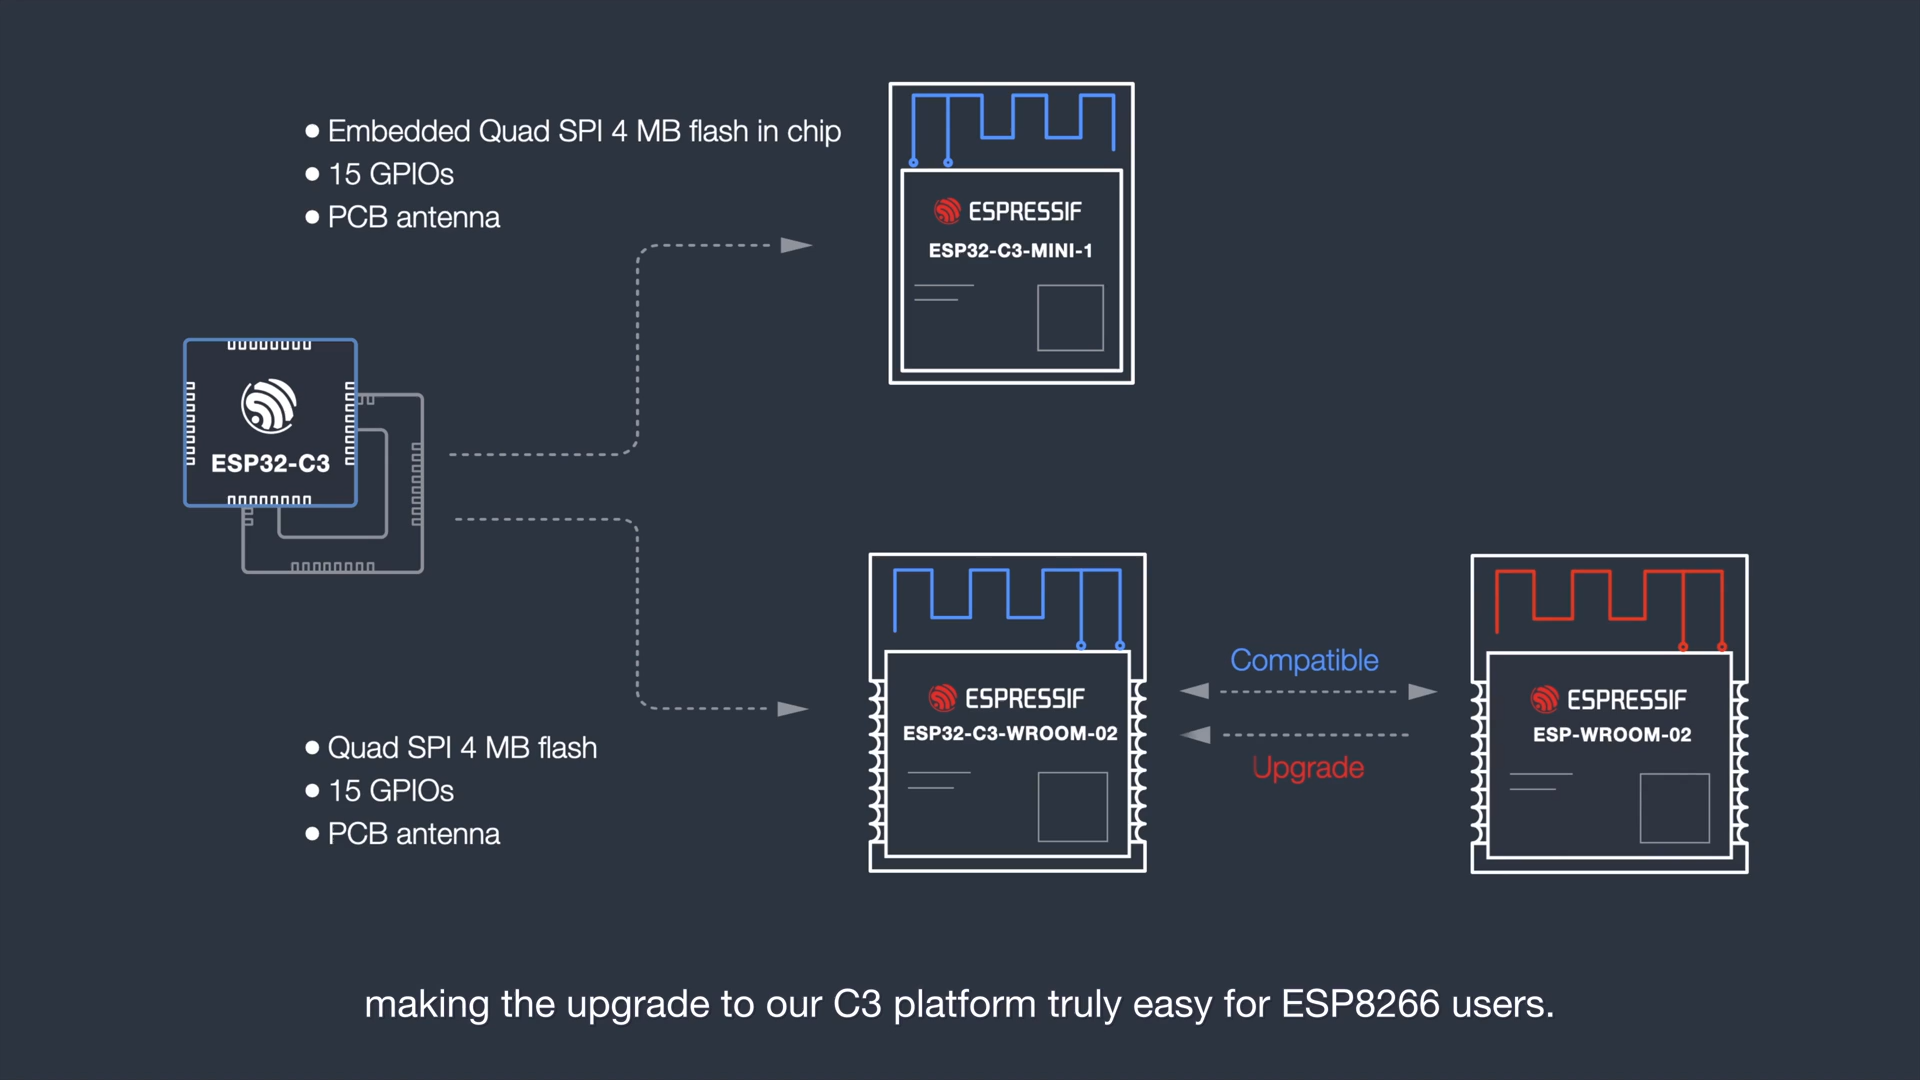 ● Embedded Quad SPI 4 MB flash in chip
● 15 GPIOs
● PCB antenna
ESPRESSIF
ESP32-C3-MINI-1
ESP32-C3
● Quad SPI 4 MB flash
● 15 GPIOs
● PCB antenna
ESPRESSIF
ESP32-C3-WROOM-02
Compatible
Upgrade
ESPRESSIF
ESP-WROOM-02
making the upgrade to our C3 platform truly easy for ESP8266 users.